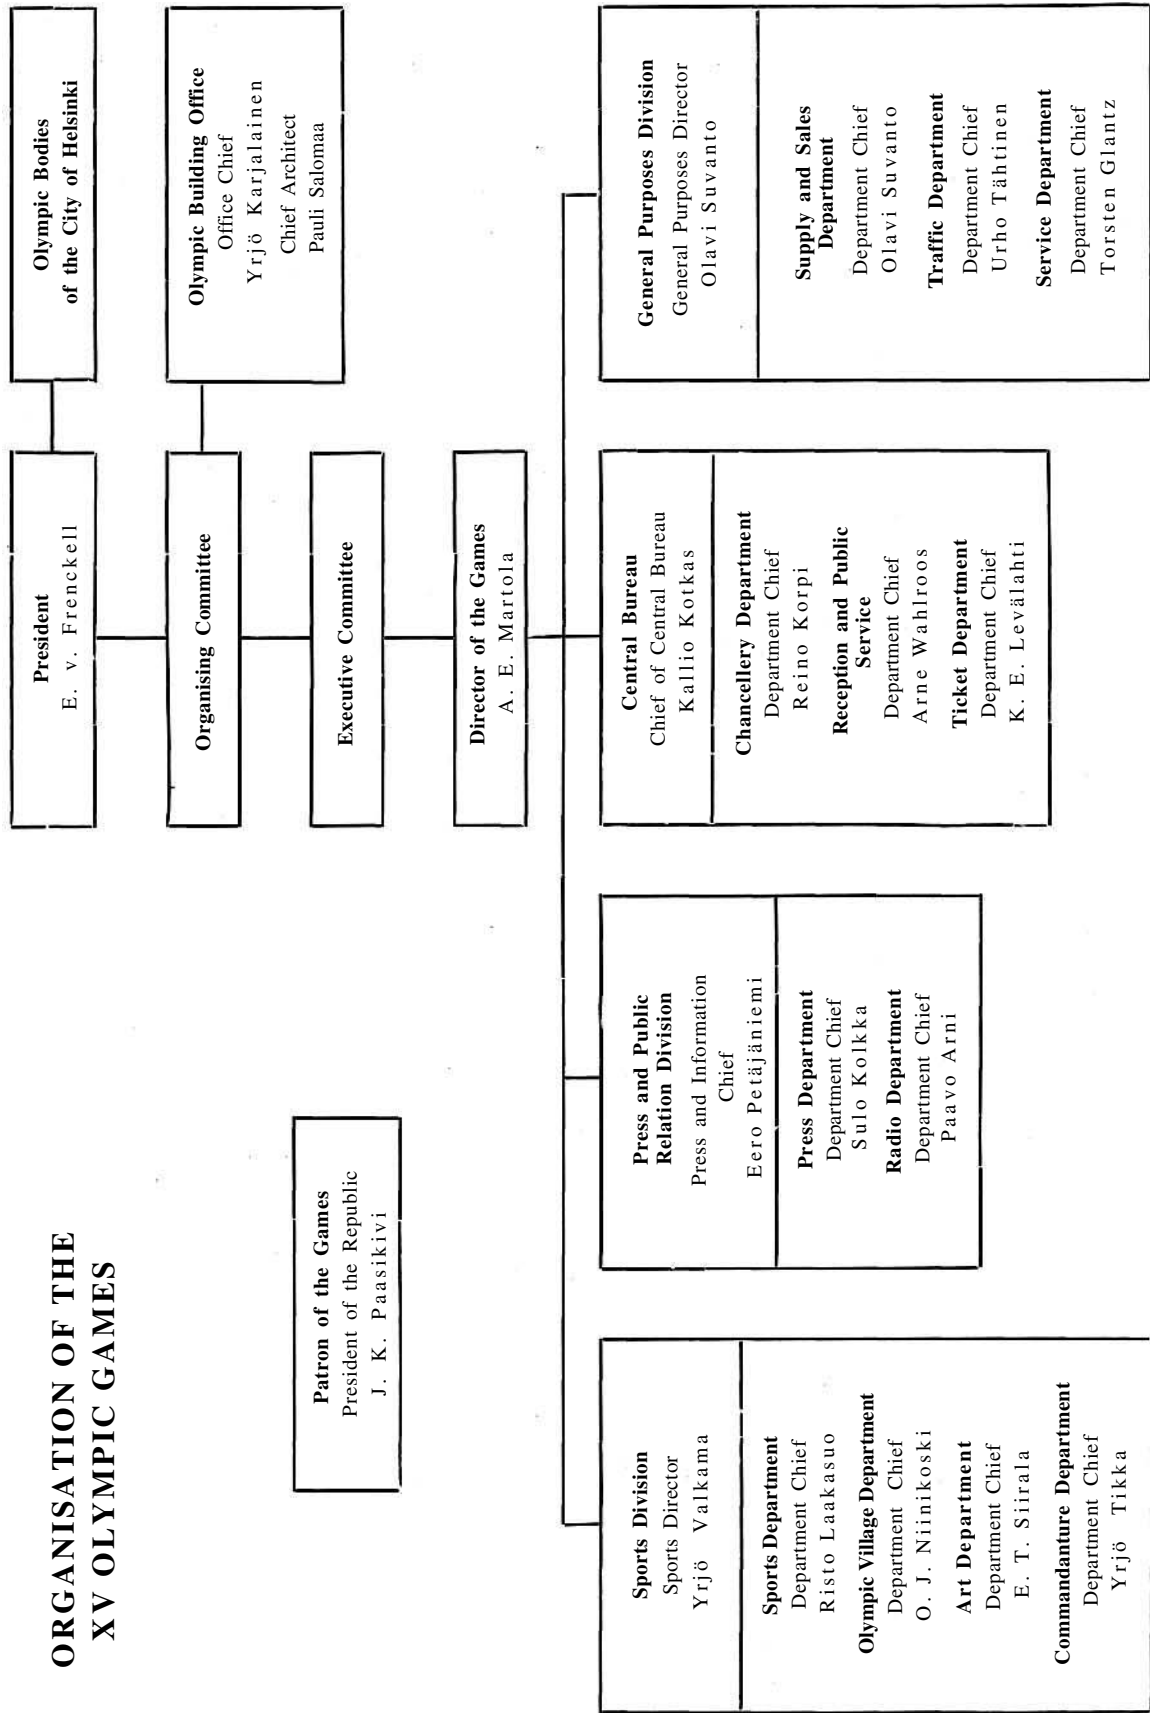 ORGANISATION OF THE
XV OLYMPIC GAMES
Patron of the Games
President of the Republic
J. K. Paasikivi
President
E. v. Frenckell
Olympic Bodies
of the City of Helsinki
Organising Committee
Olympic Building Office
Office Chief
Yrjö Karjalainen
Chief Architect
Pauli Salomaa
Executive Committee
Director of the Games
A. E. Martola
Sports Division
Sports Director
Yrjö Valkama
Sports Department
Department Chief
Risto Laakasuo
Olympic Village Department
Department Chief
O. J. Niinikoski
Art Department
Department Chief
E. T. Siirala
Commandanture Department
Department Chief
Yrjö Tikka
Press and Public
Relation Division
Press and Information
Chief
Eero Petäjäniemi
Press Department
Department Chief
Sulo Kolkka
Radio Department
Department Chief
Paavo Arni
Central Bureau
Chief of Central Bureau
Kallio Kotkas
Chancellery Department
Department Chief
Reino Korpi
Reception and Public
Service
Department Chief
Arne Wahlroos
Ticket Department
Department Chief
K. E. Levälahti
General Purposes Division
General Purposes Director
Olavi Suvanto
Supply and Sales
Department
Department Chief
Olavi Suvanto
Traffic Department
Department Chief
Urho Tähtinen
Service Department
Department Chief
Torsten Glantz